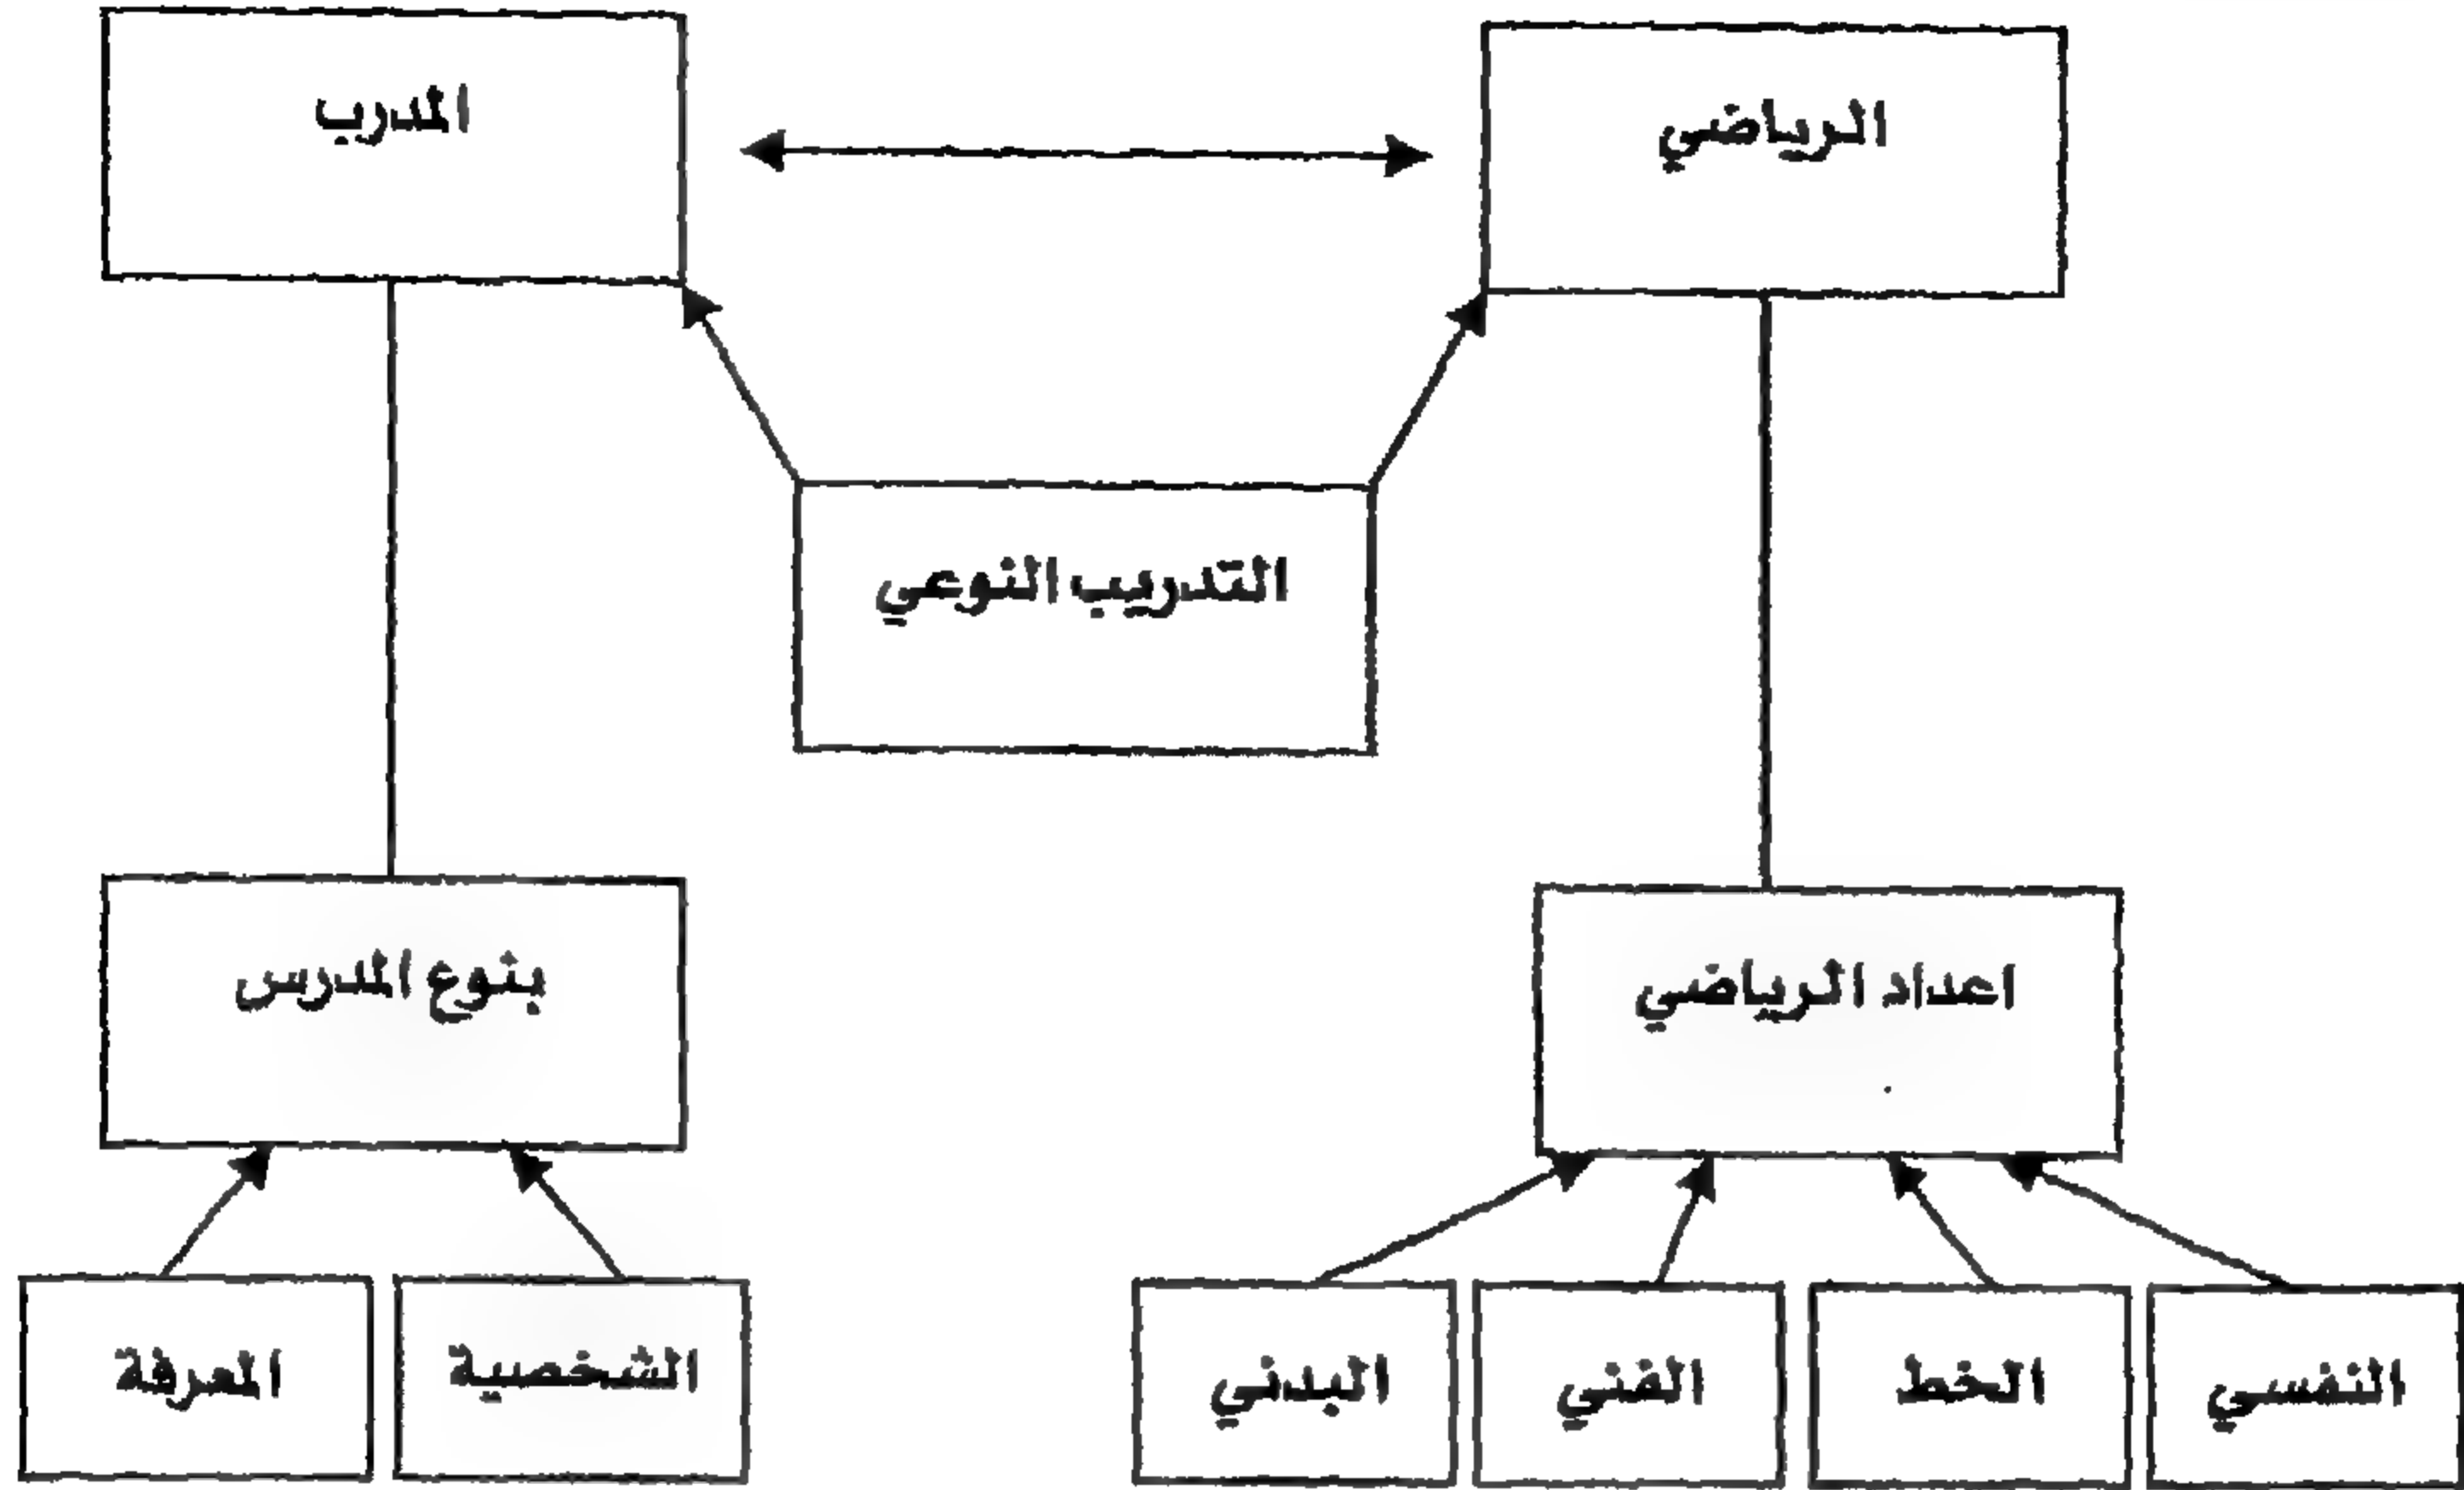 الرياضي
المدرب
التدريب النوعي
اعداد الرياضي
بنوع المدرس
النفسي
الخط
الفني
البدني
الشخصية
المعرفة